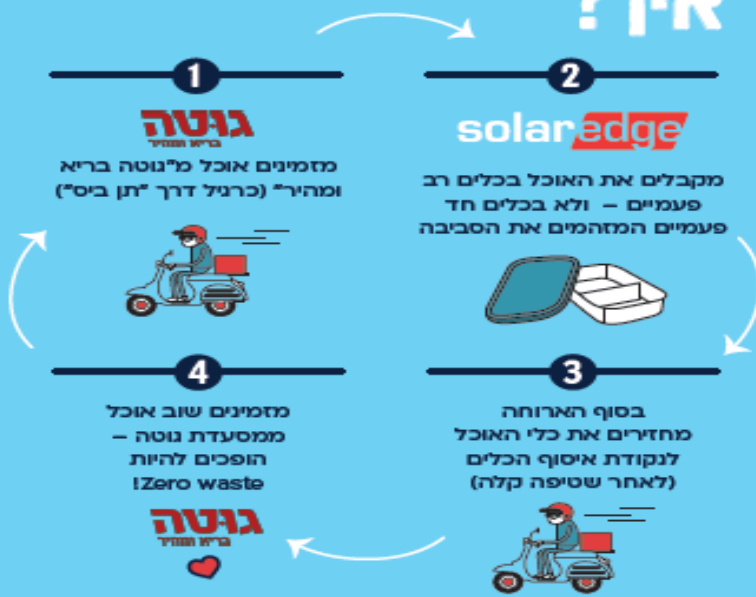 איך?
1
גוטה
בריא ומהיר
מזמינים אוכל מ"גוטה בריא
ומהיר" (כרגיל דרך "תן ביס")
2
solaredge
מקבלים את האוכל בכלים רב
פעמיים – ולא בכלים חד
פעמיים המזהמים את הסביבה
3
בסוף הארוחה
מחזירים את כלי האוכל
לנקודת איסוף הכלים
(לאחר שטיפה קלה)
4
מזמינים שוב אוכל
ממסעדת גוטה –
הופכים להיות
Zero waste!
גוטה
בריא ומהיר